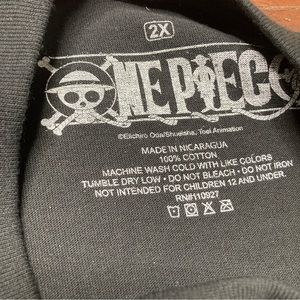 2X
ONE PIECE
©Eiichiro Oda/Shueisha, Toei Animation
MADE IN NICARAGUA
100% COTTON
MACHINE WASH COLD WITH LIKE COLORS
TUMBLE DRY LOW • DO NOT BLEACH • DO NOT IRON
NOT INTENDED FOR CHILDREN 12 AND UNDER.
RN#110927